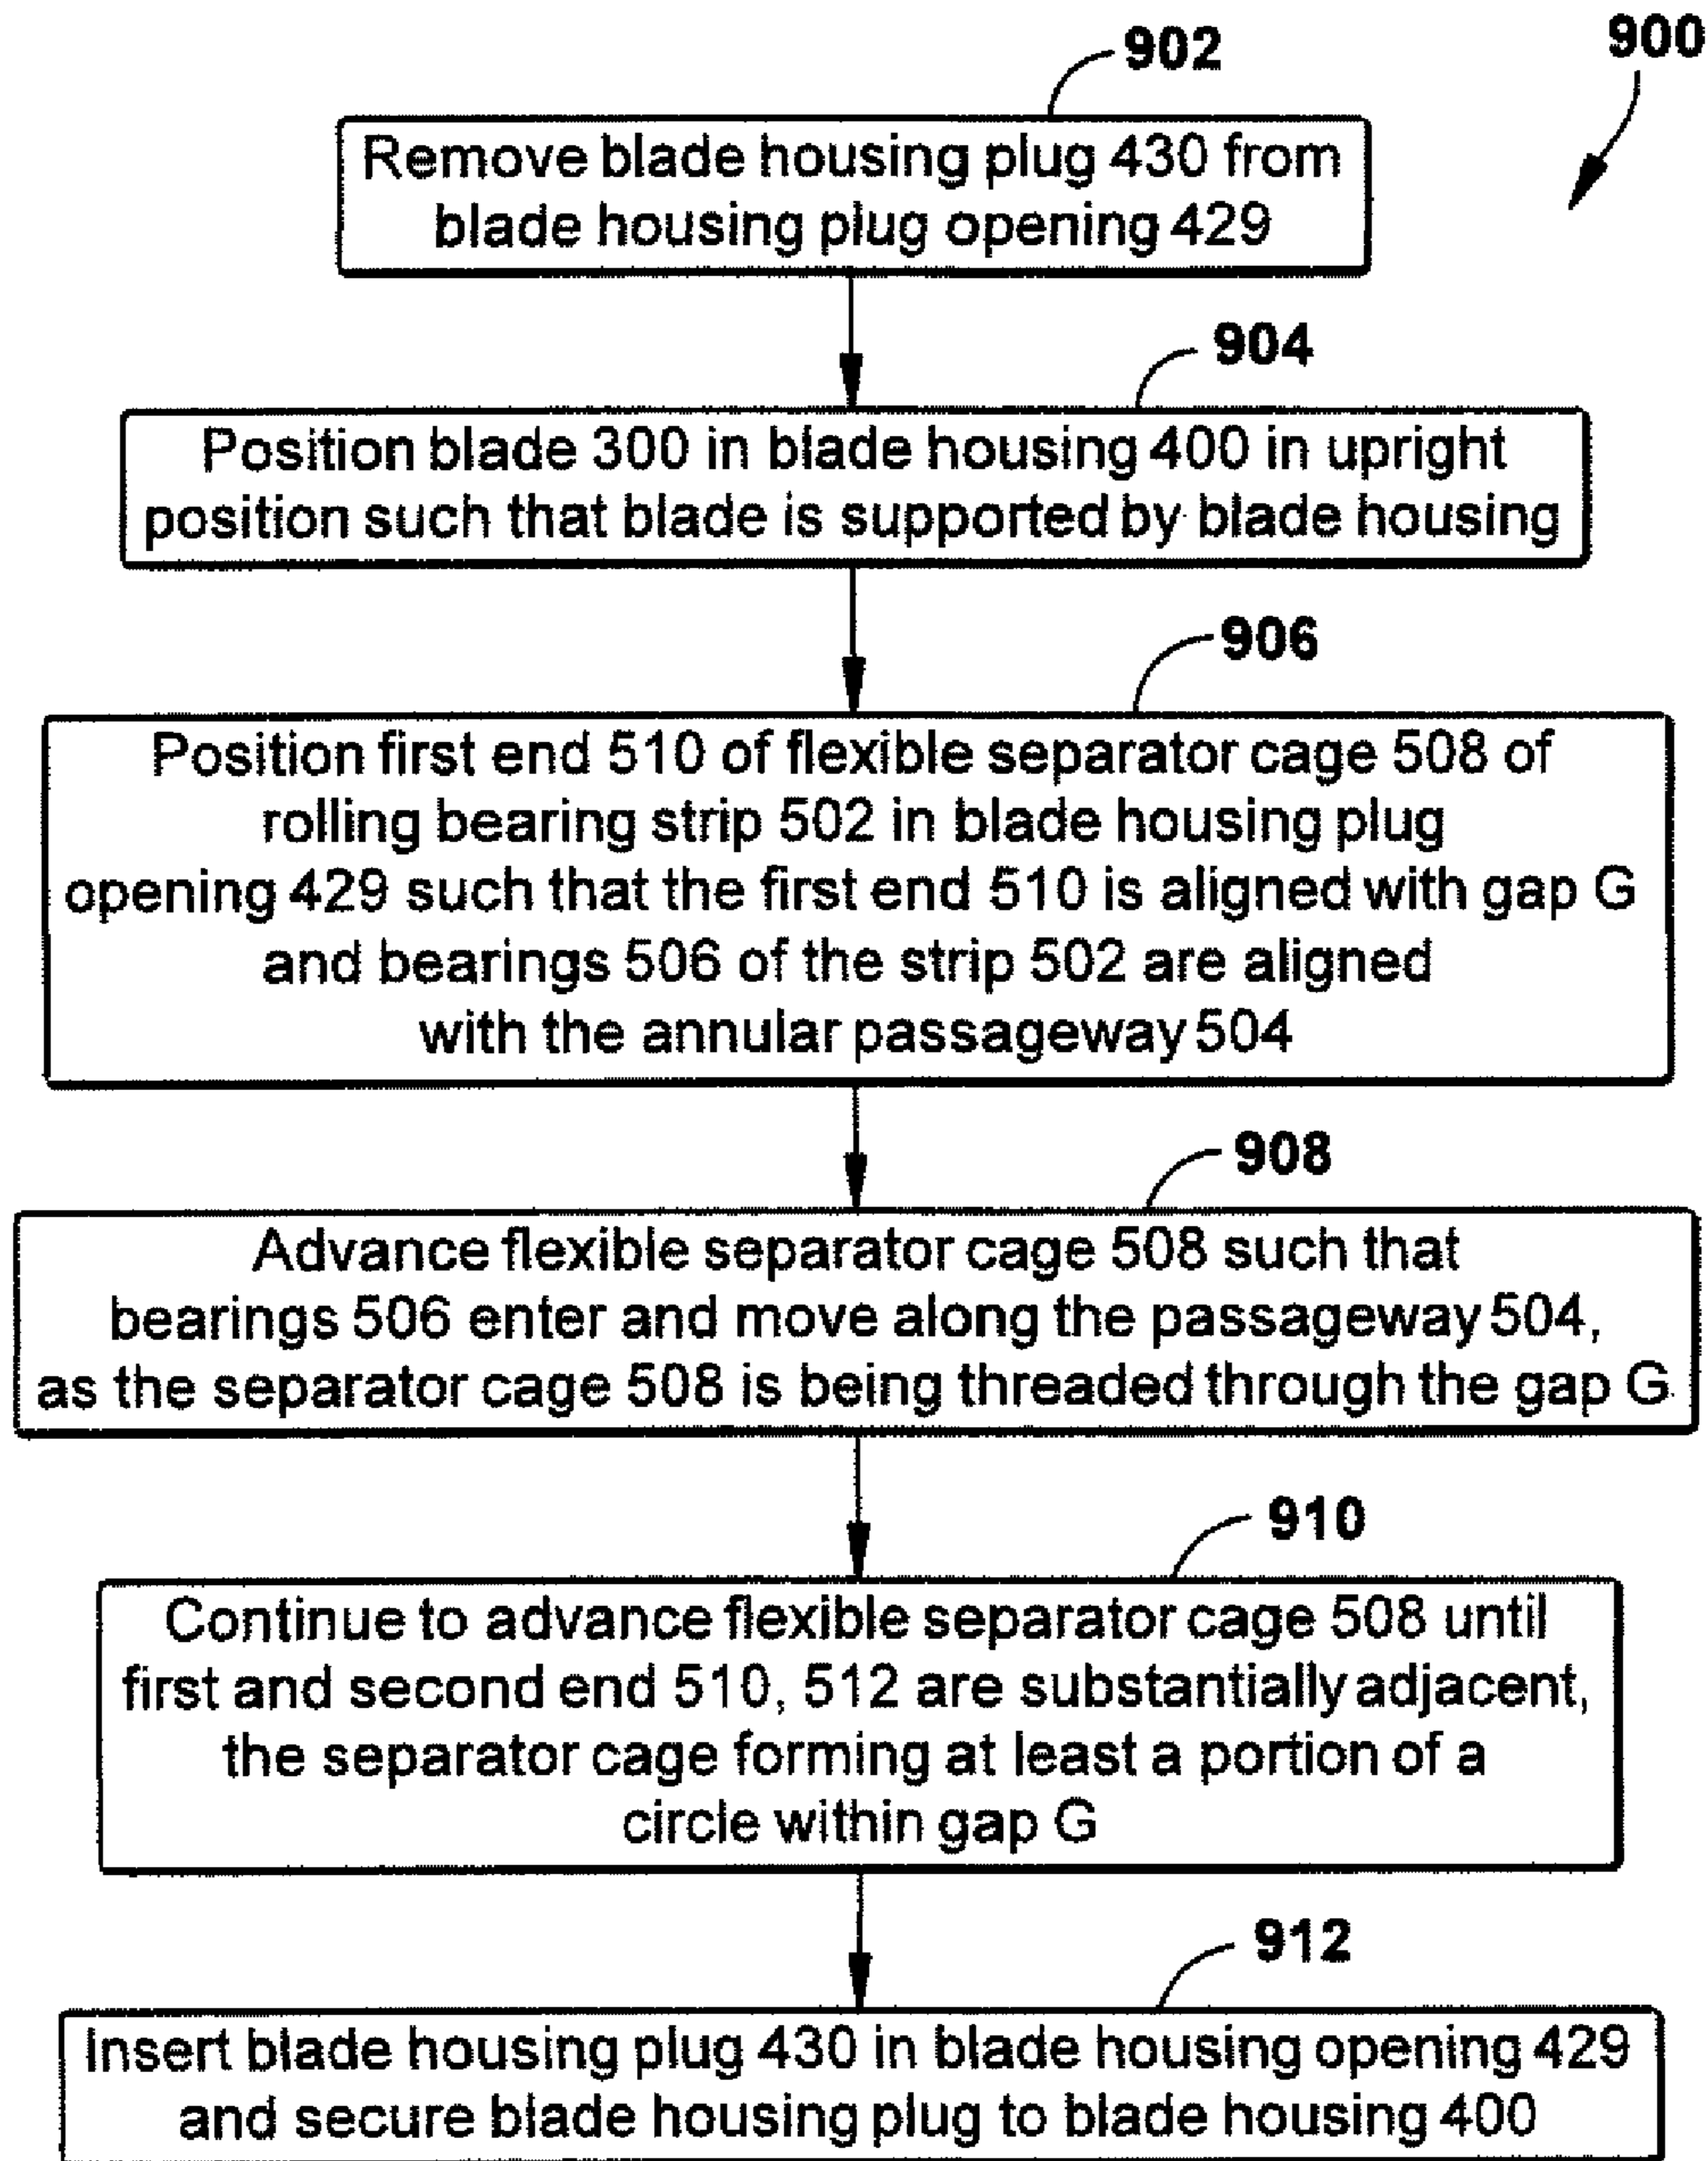 900
902
Remove blade housing plug 430 from
blade housing plug opening 429
904
Position blade 300 in blade housing 400 in upright
position such that blade is supported by blade housing
906
Position first end 510 of flexible separator cage 508 of
rolling bearing strip 502 in blade housing plug
opening 429 such that the first end 510 is aligned with gap G
and bearings 506 of the strip 502 are aligned
with the annular passageway 504
908
Advance flexible separator cage 508 such that
bearings 506 enter and move along the passageway 504,
as the separator cage 508 is being threaded through the gap G
910
Continue to advance flexible separator cage 508 until
first and second end 510, 512 are substantially adjacent,
the separator cage forming at least a portion of a
circle within gap G
912
Insert blade housing plug 430 in blade housing opening 429
and secure blade housing plug to blade housing 400